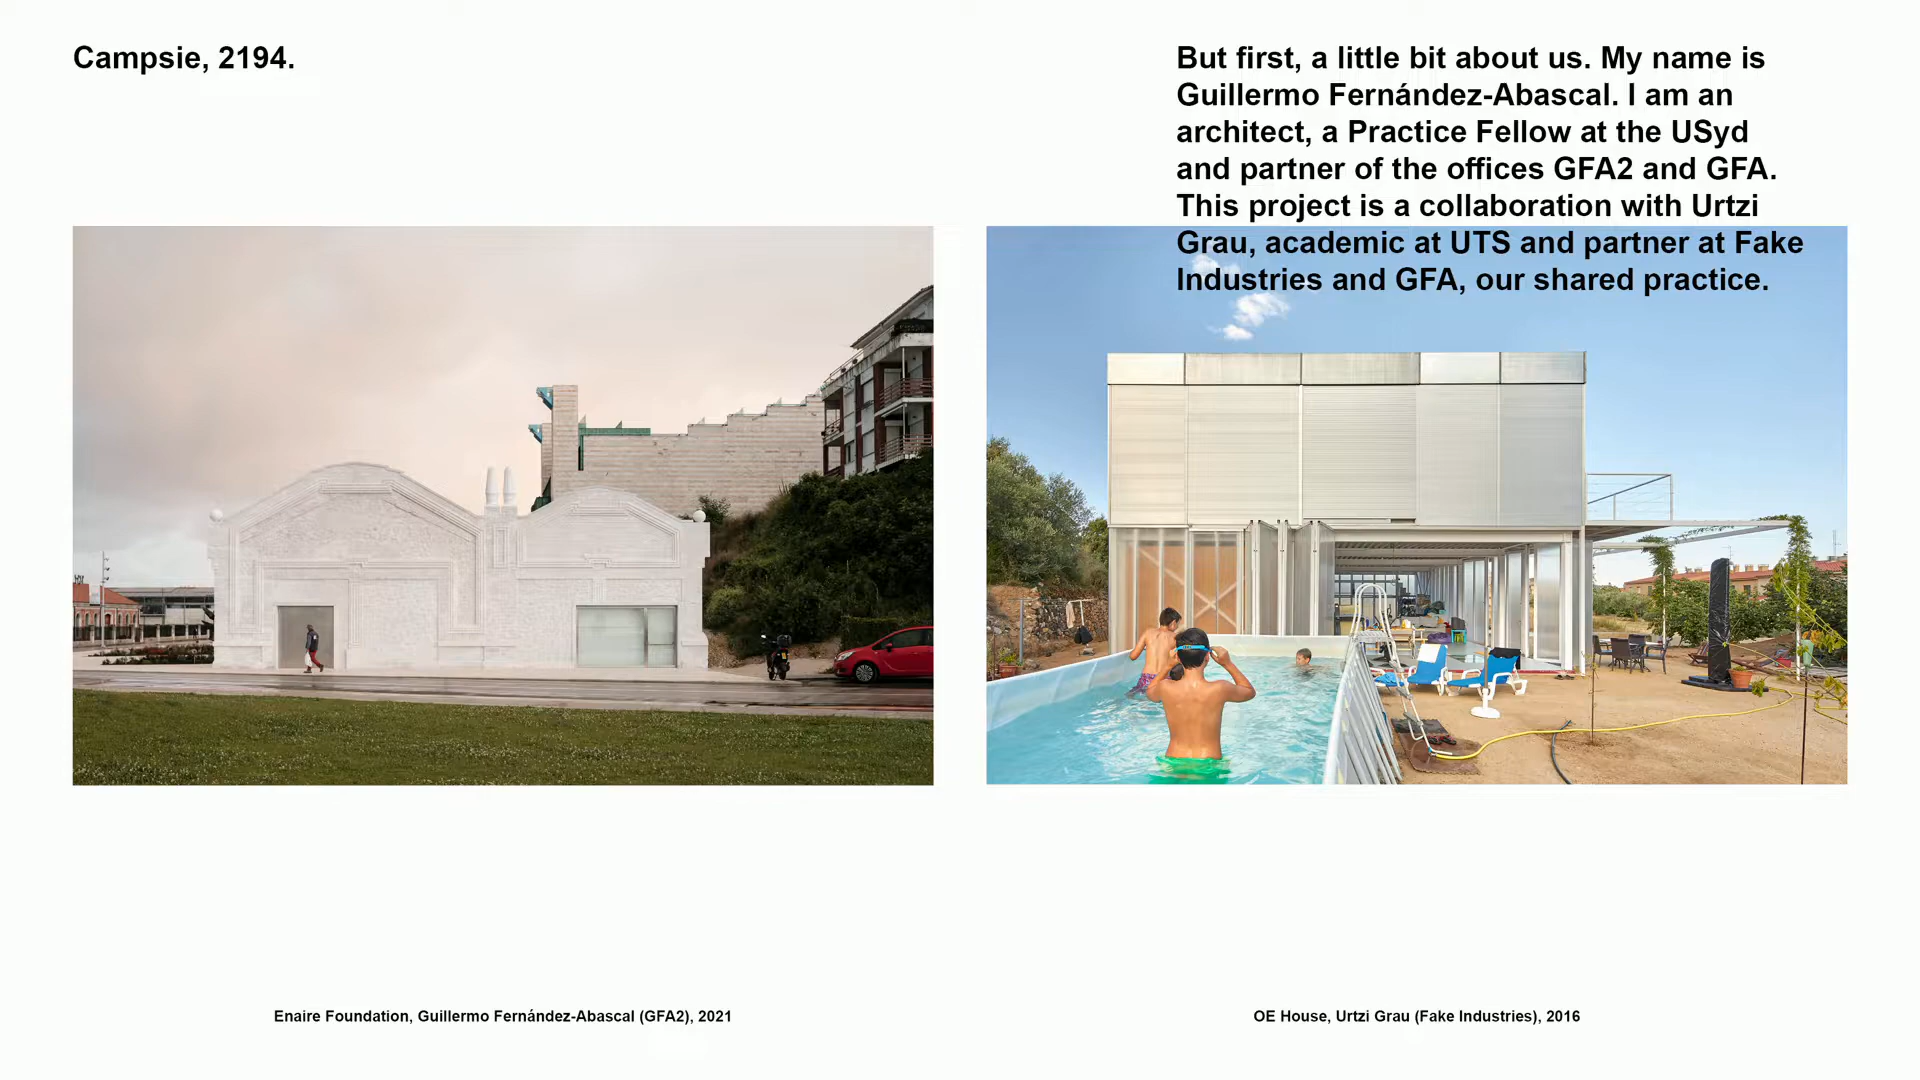 Campsie, 2194.
But first, a little bit about us. My name is
Guillermo Fernández-Abascal. I am an
architect, a Practice Fellow at the USyd
and partner of the offices GFA2 and GFA.
This project is a collaboration with Urtzi
Grau, academic at UTS and partner at Fake
Industries and GFA, our shared practice.
Enaire Foundation, Guillermo Fernández-Abascal (GFA2), 2021
OE House, Urtzi Grau (Fake Industries), 2016